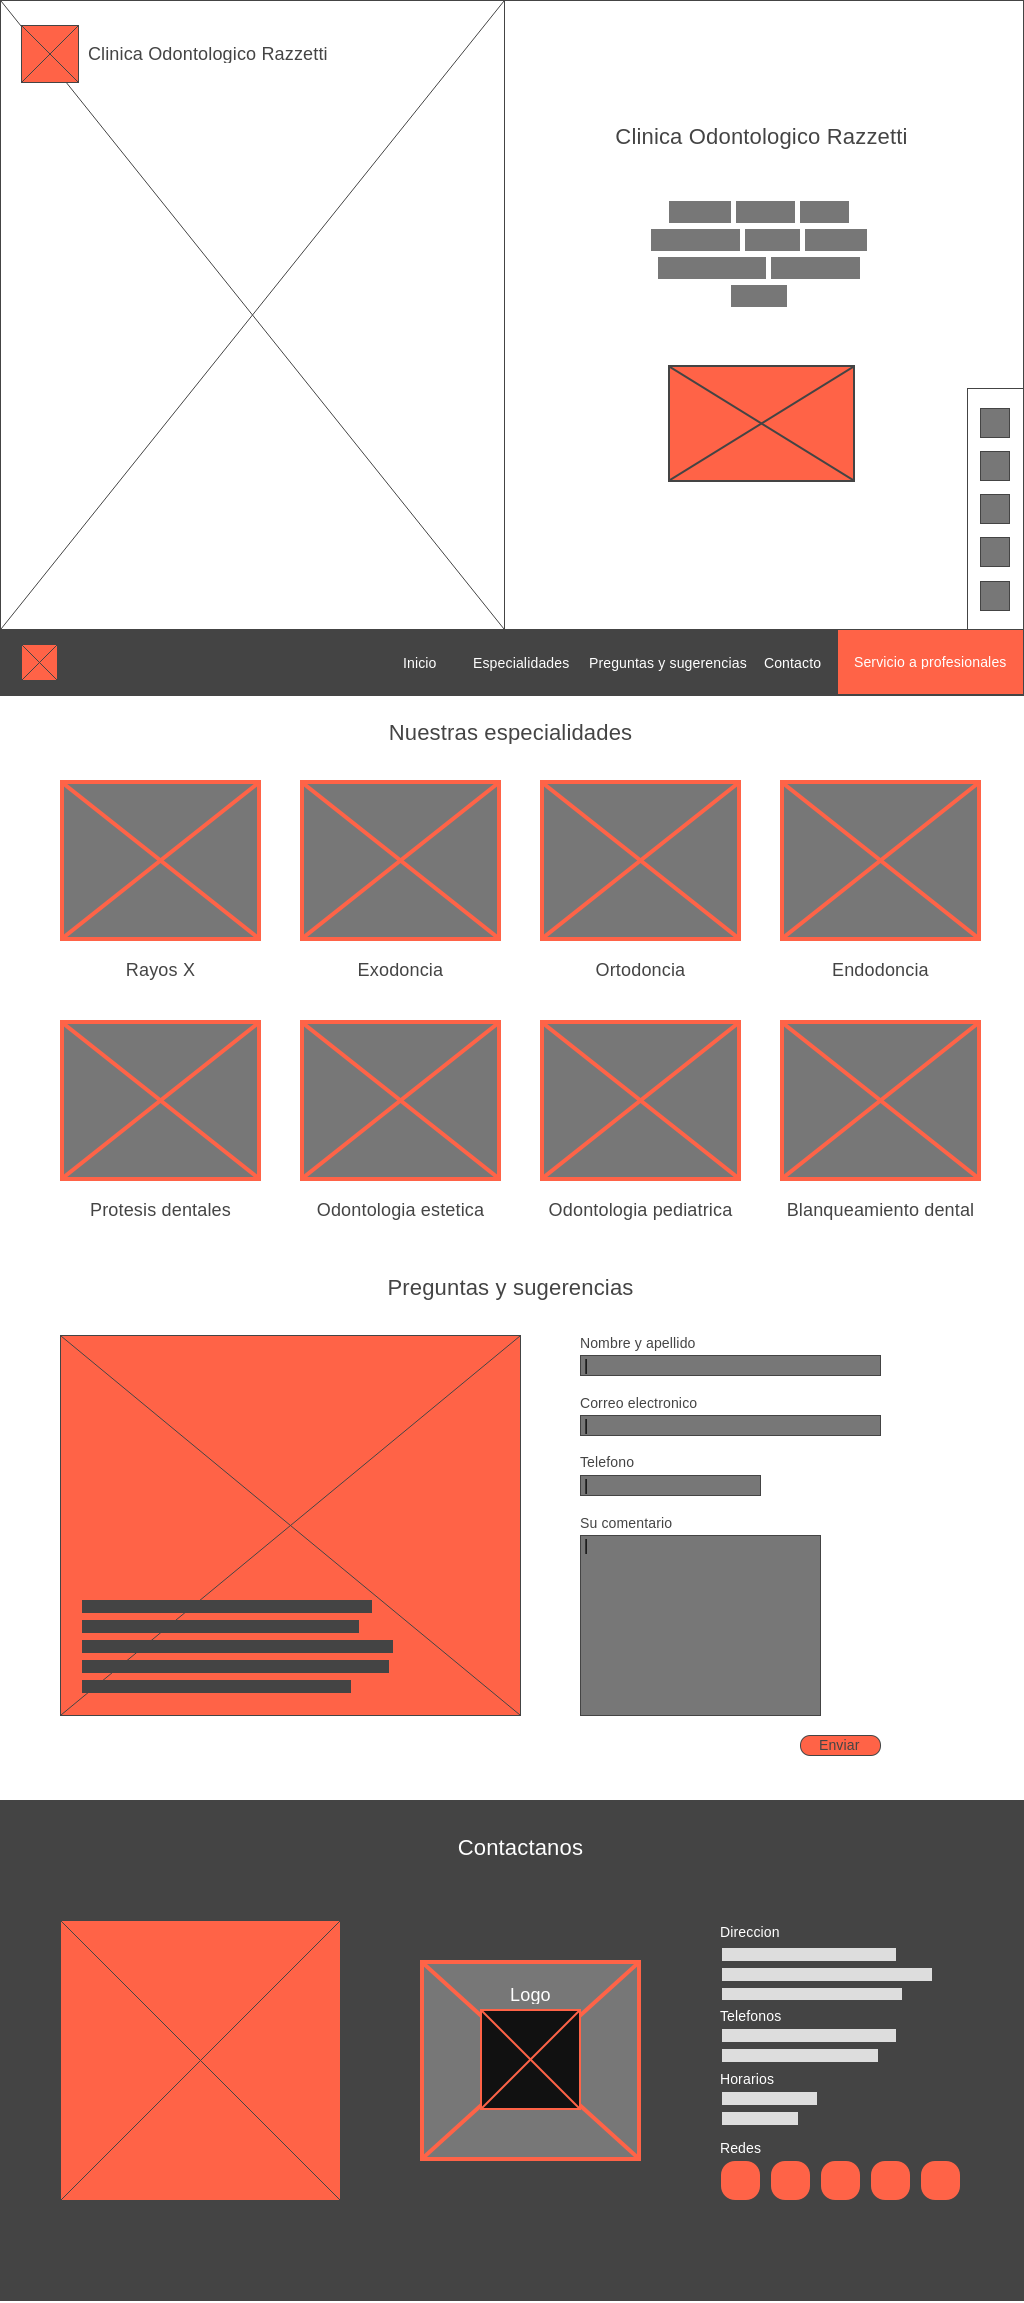 Clinica Odontologico Razzetti
Clinica Odontologico Razzetti
Inicio Especialidades Preguntas y sugerencias Contacto Servicio a profesionales
Nuestras especialidades
Rayos X Exodoncia Ortodoncia Endodoncia
Protesis dentales Odontologia estetica Odontologia pediatrica Blanqueamiento dental
Preguntas y sugerencias
Nombre y apellido
Correo electronico
Telefono
Su comentario
Enviar
Contactanos
Logo
Direccion
Telefonos
Horarios
Redes